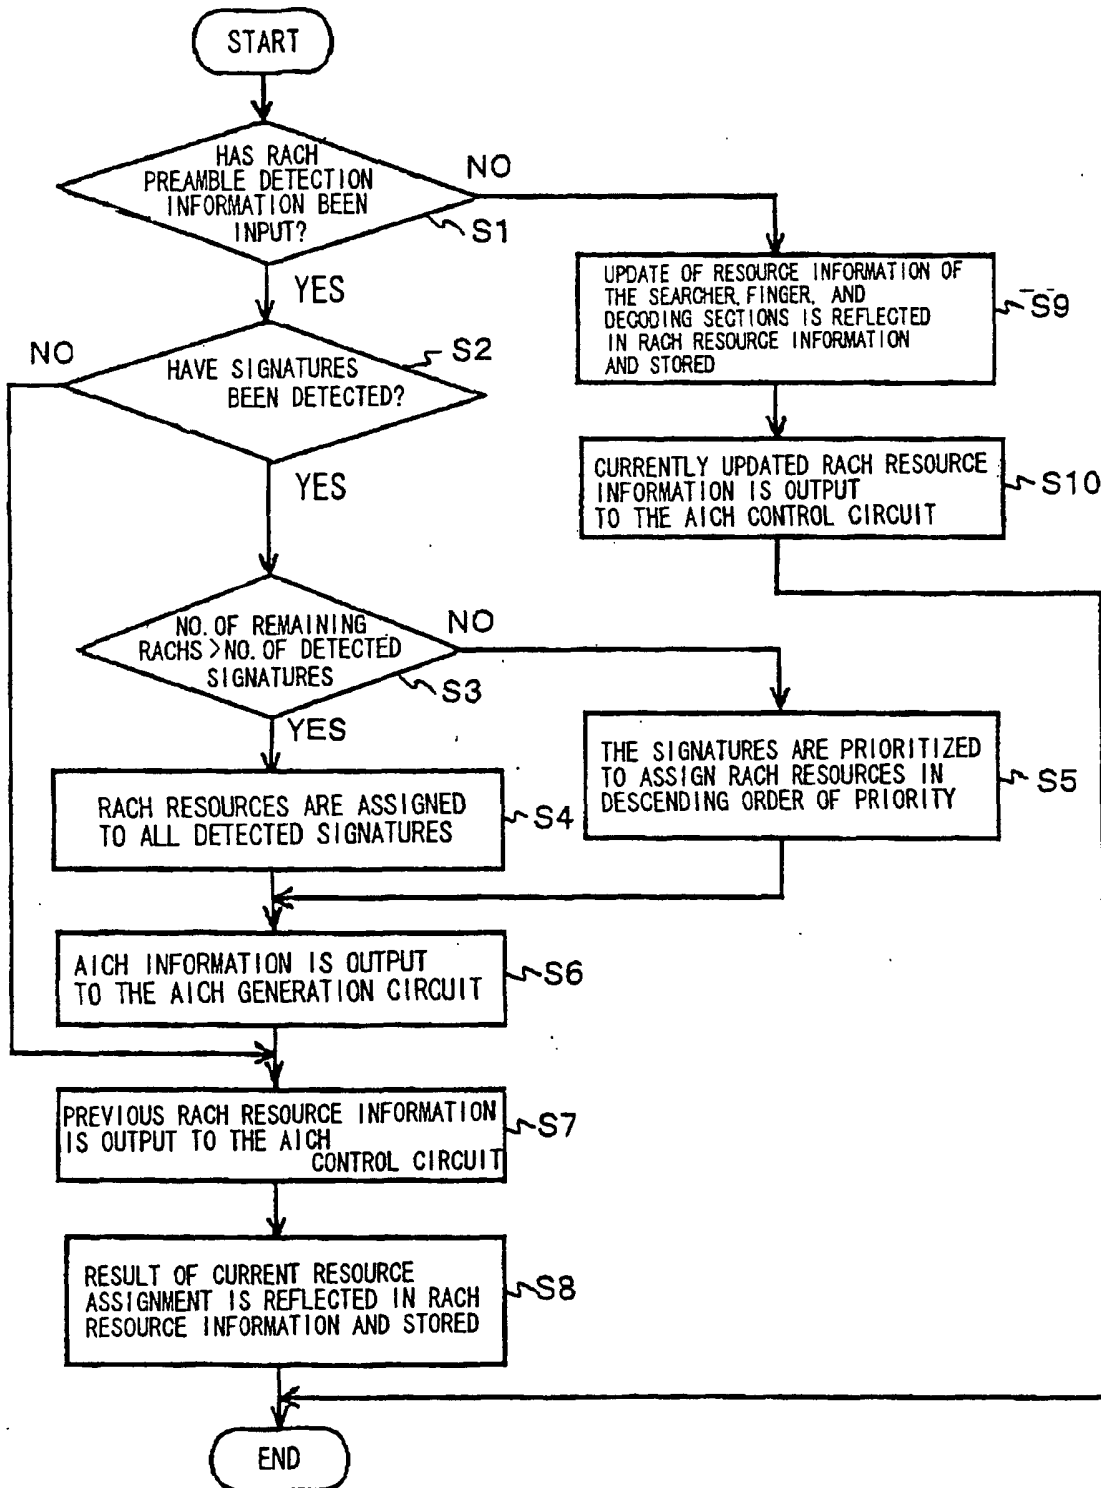 START
HAS RACH
PREAMBLE DETECTION
INFORMATION BEEN
INPUT?
NO
S1
YES
UPDATE OF RESOURCE INFORMATION OF
THE SEARCHER, FINGER, AND
DECODING SECTIONS IS REFLECTED
IN RACH RESOURCE INFORMATION
AND STORED
S9
NO
S2
HAVE SIGNATURES
BEEN DETECTED?
YES
CURRENTLY UPDATED RACH RESOURCE
INFORMATION IS OUTPUT
TO THE AICH CONTROL CIRCUIT
S10
NO. OF REMAINING
RACHS >NO. OF DETECTED
SIGNATURES
NO
S3
YES
THE SIGNATURES ARE PRIORITIZED
TO ASSIGN RACH RESOURCES IN
DESCENDING ORDER OF PRIORITY
S5
RACH RESOURCES ARE ASSIGNED
TO ALL DETECTED SIGNATURES
S4
AICH INFORMATION IS OUTPUT
TO THE AICH GENERATION CIRCUIT
S6
PREVIOUS RACH RESOURCE INFORMATION
IS OUTPUT TO THE AICH
CONTROL CIRCUIT
S7
RESULT OF CURRENT RESOURCE
ASSIGNMENT IS REFLECTED IN RACH
RESOURCE INFORMATION AND STORED
S8
END